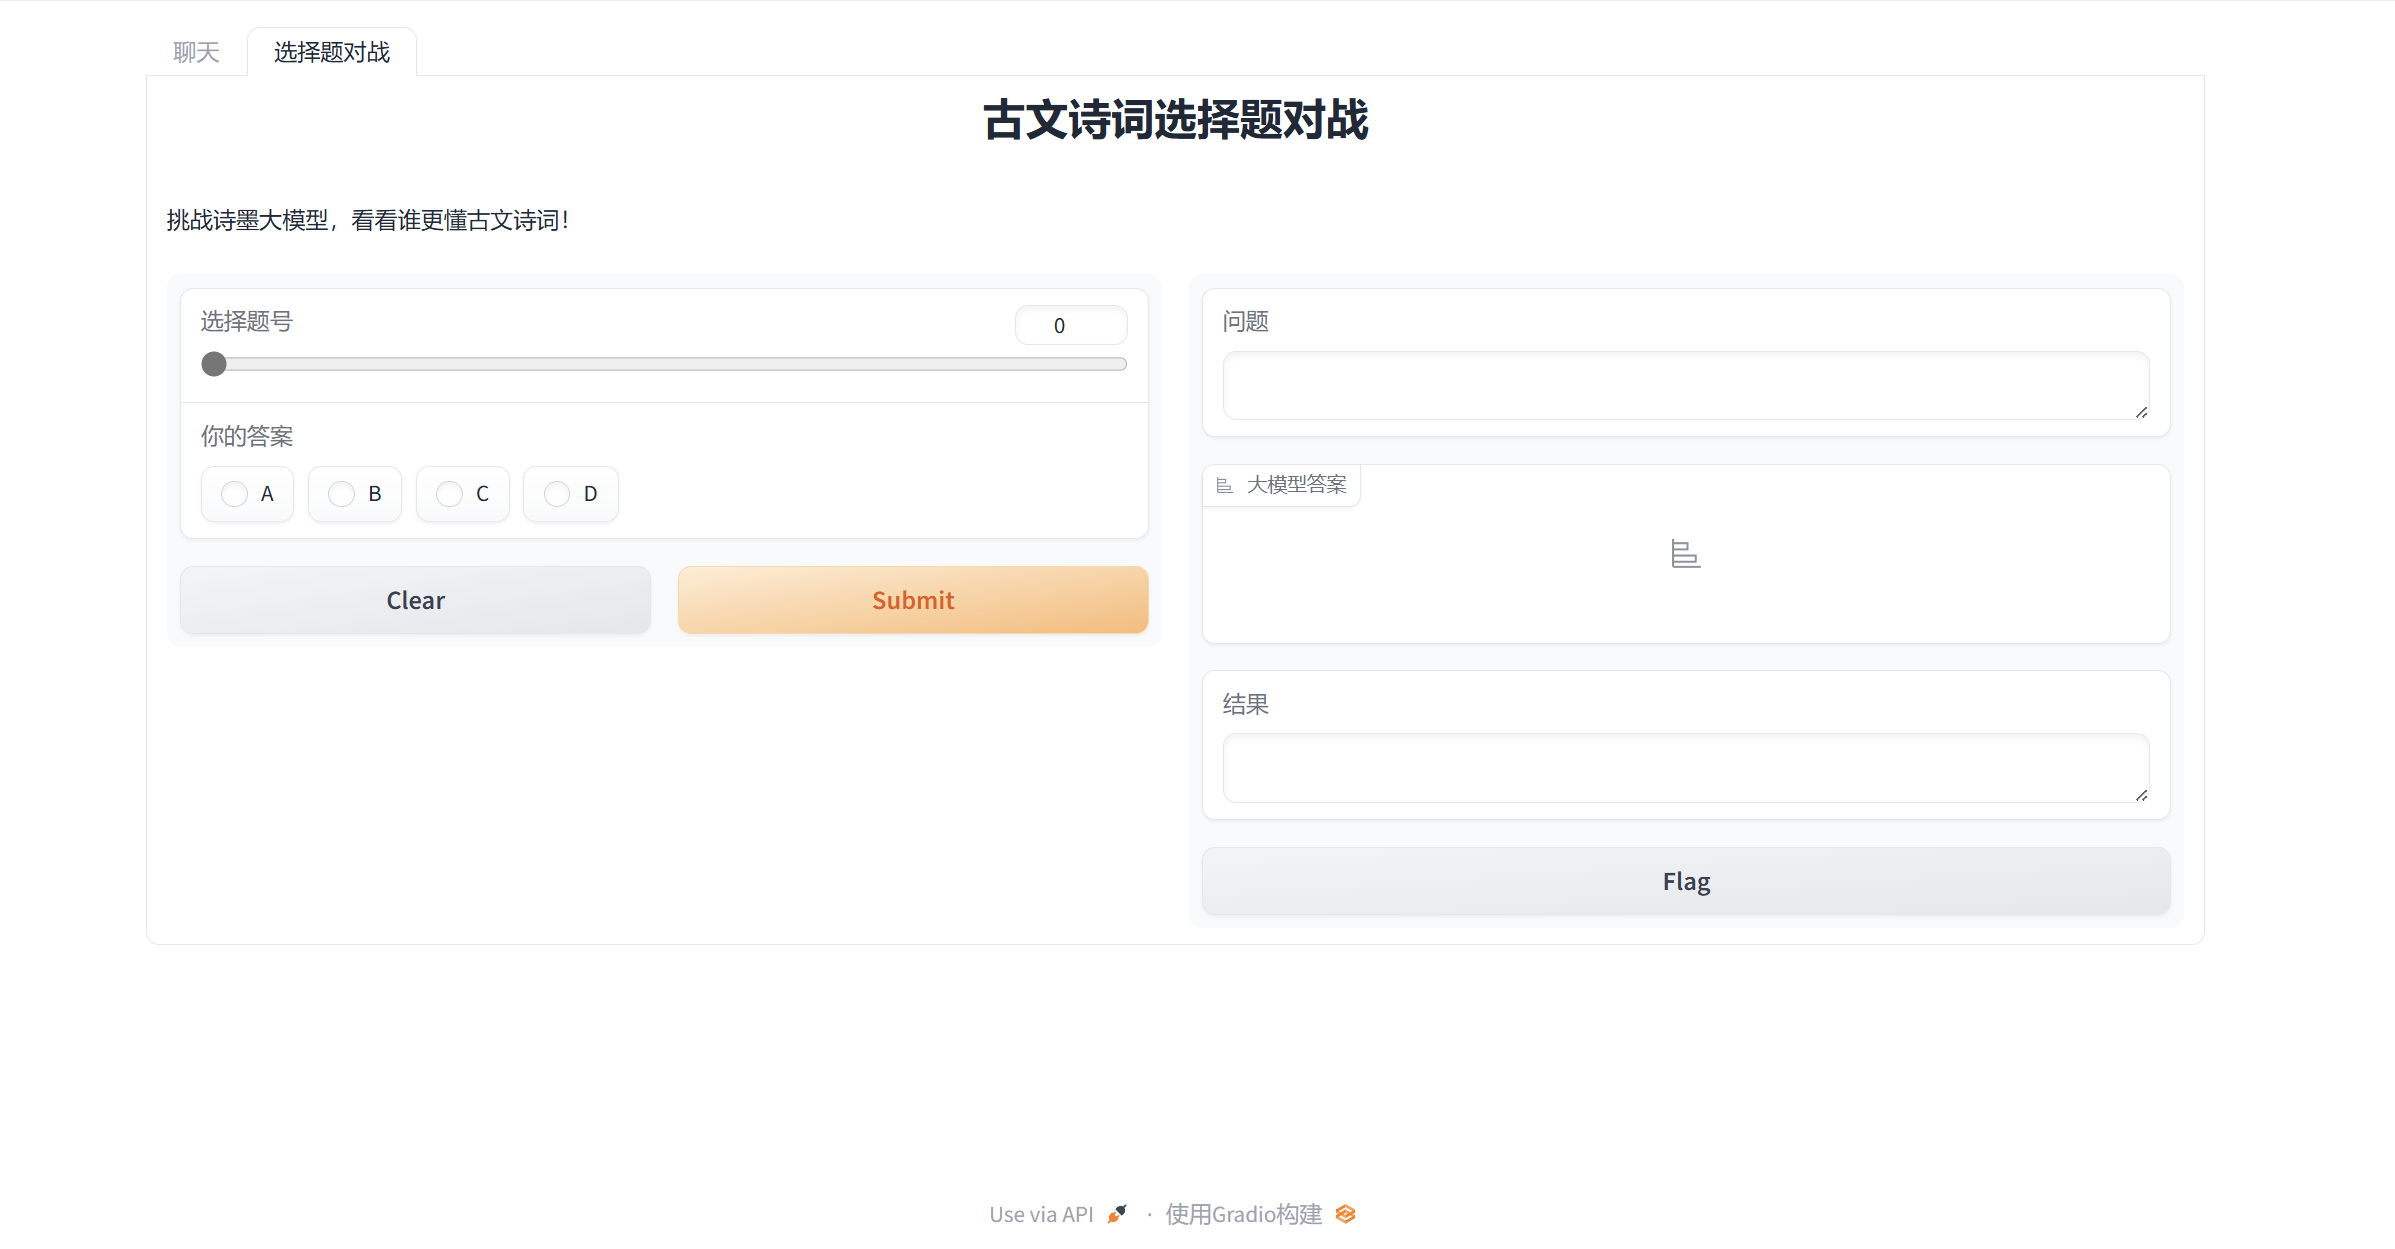 聊天
选择题对战
古文诗词选择题对战
挑战诗墨大模型，看看谁更懂古文诗词！
选择题号
0
你的答案
A
B
C
D
Clear
Submit
问题
大模型答案
结果
Flag
Use via API · 使用Gradio构建